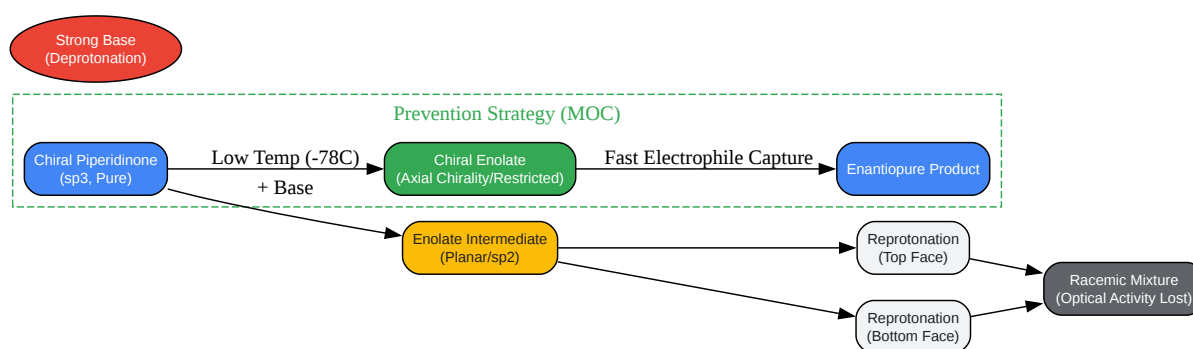 Strong Base
(Deprotonation)
Prevention Strategy (MOC)
Chiral Piperidinone
(sp3, Pure)
Low Temp (-78C)
Chiral Enolate
(Axial Chirality/Restricted)
Fast Electrophile Capture
Enantiopure Product
+ Base
Enolate Intermediate
(Planar/sp2)
Reprotonation
(Top Face)
Racemic Mixture
(Optical Activity Lost)
Reprotonation
(Bottom Face)